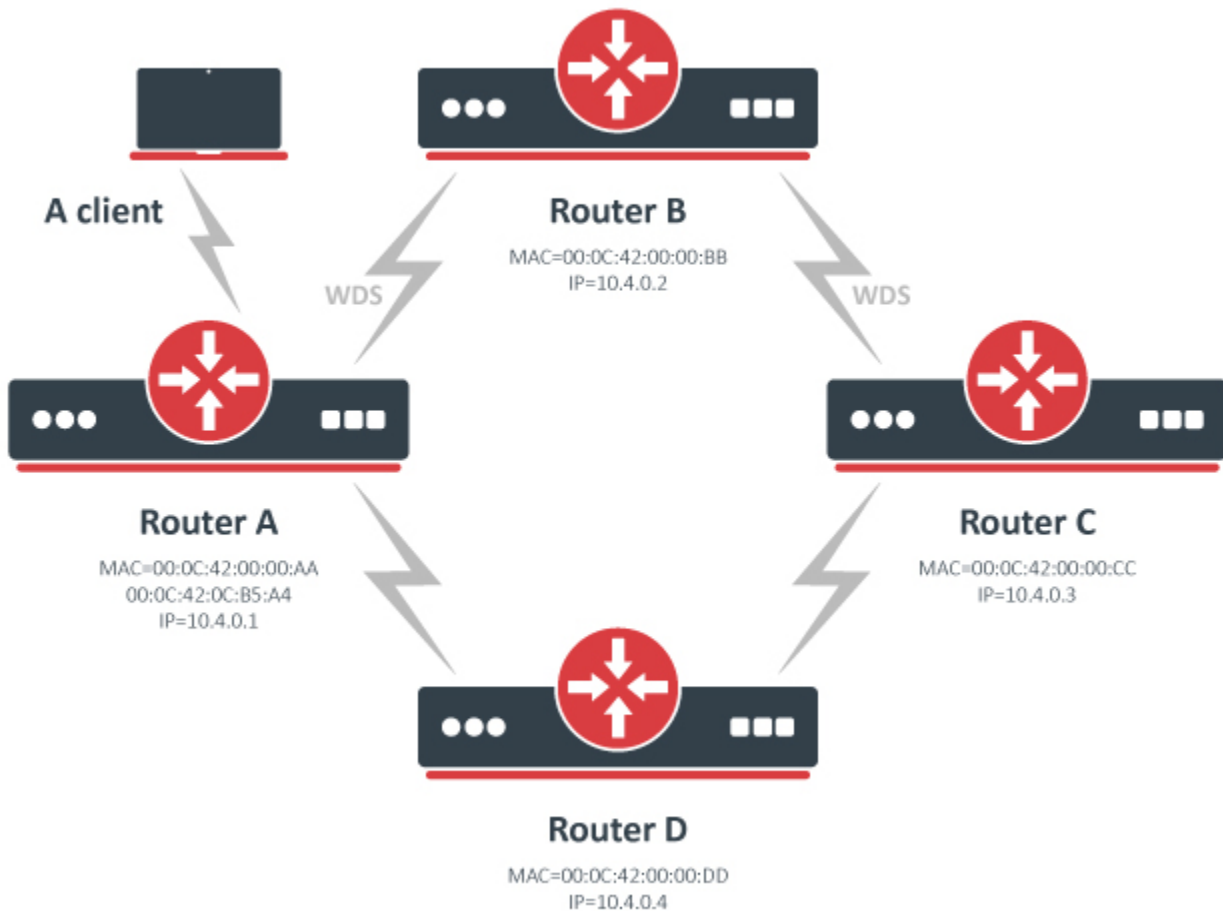 A client
Router B
MAC=00:0C:42:00:00:BB
IP=10.4.0.2
WDS
WDS
Router A
MAC=00:0C:42:00:00:AA
00:0C:42:0C:B5:A4
IP=10.4.0.1
Router C
MAC=00:0C:42:00:00:CC
IP=10.4.0.3
Router D
MAC=00:0C:42:00:00:DD
IP=10.4.0.4